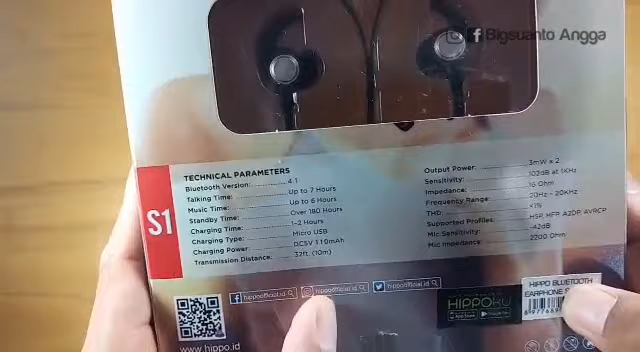 Bigsuanto Angga
S1
TECHNICAL PARAMETERS
Bluetooth Version: 4.1
Talking Time: Up to 7 Hours
Music Time: Up to 6 Hours
Standby Time: Over 180 Hours
Charging Time: 1-2 Hours
Charging Type: Micro USB
Charging Power: DC5V 110mAh
Transmission Distance: 32ft. (10m)
Output Power: 3mW x 2
Sensitivity: 102dB at 1KHz
Impedance: 16 Ohm
Frequency Range: 20Hz - 20KHz
THD: <1%
Supported Profiles: HSP, HFP, A2DP, AVRCP
Mic Sensitivity: -42dB
Mic Impedance: 2200 Ohm
hippoofficial.id
hippoofficial.id
hippoofficial.id
www.hippo.id
HIPPOKU
HIPPO BLUETOOTH
EARPHONE